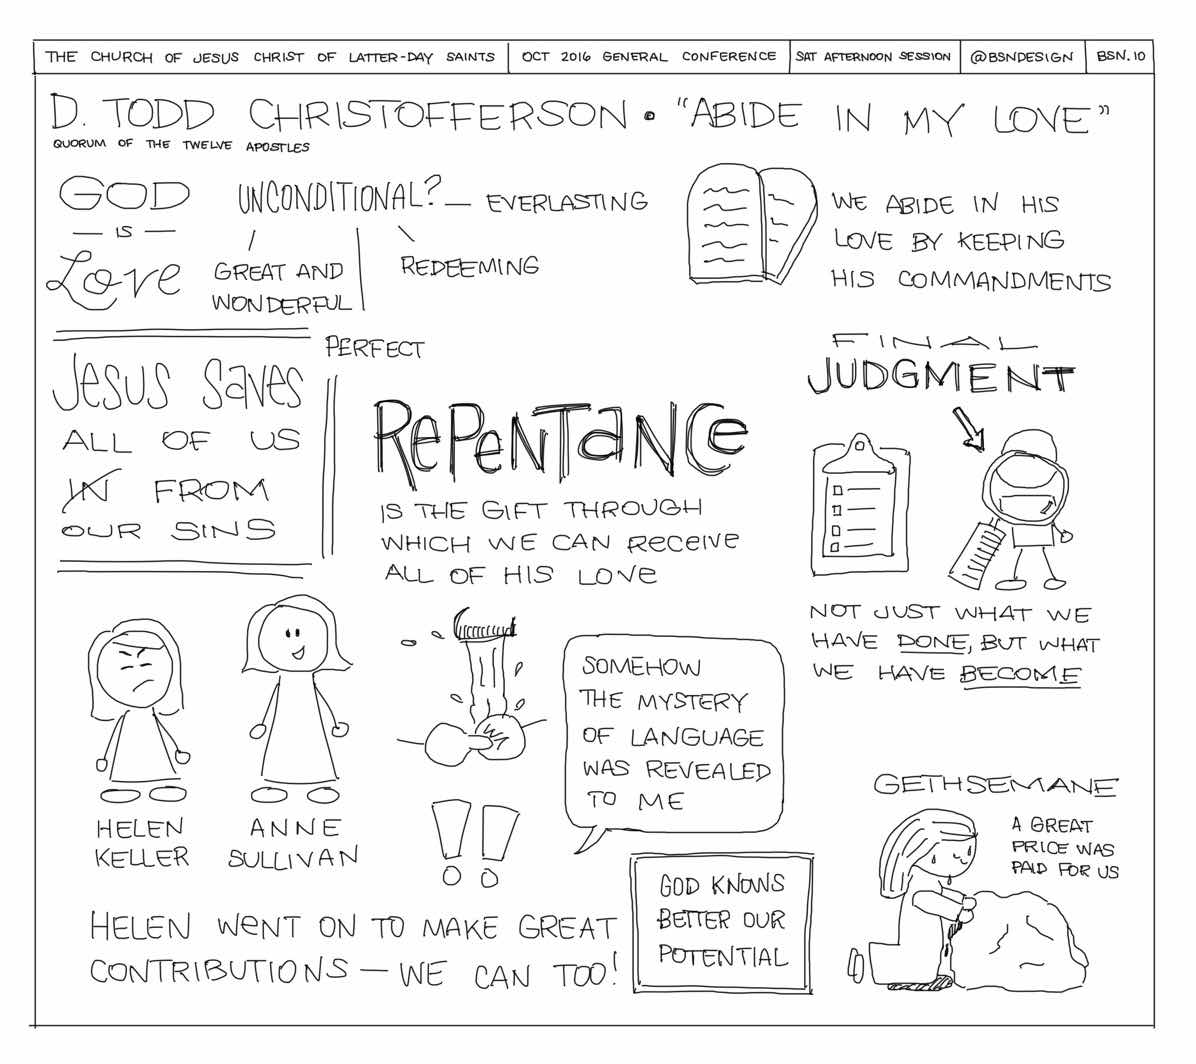 THE CHURCH OF JESUS CHRIST OF LATTER-DAY SAINTS
OCT 2016 GENERAL CONFERENCE
SAT AFTERNOON SESSION
@BSNDESIGN
BSN.10
D. TODD CHRISTOFFERSON • "ABIDE IN MY LOVE"
QUORUM OF THE TWELVE APOSTLES
GOD
— IS —
Love
UNCONDITIONAL? — EVERLASTING
GREAT AND
WONDERFUL
REDEEMING
PERFECT
WE ABIDE IN HIS
LOVE BY KEEPING
HIS COMMANDMENTS
JESUS SAVES
ALL OF US
IN FROM
OUR SINS
REPENTANCE
IS THE GIFT THROUGH
WHICH WE CAN RECEIVE
ALL OF HIS LOVE
FINAL
JUDGMENT
NOT JUST WHAT WE
HAVE DONE, BUT WHAT
WE HAVE BECOME
HELEN
KELLER
ANNE
SULLIVAN
!!
SOMEHOW
THE MYSTERY
OF LANGUAGE
WAS REVEALED
TO ME
HELEN WENT ON TO MAKE GREAT
CONTRIBUTIONS — WE CAN TOO!
GOD KNOWS
BETTER OUR
POTENTIAL
GETHSEMANE
A GREAT
PRICE WAS
PAID FOR US